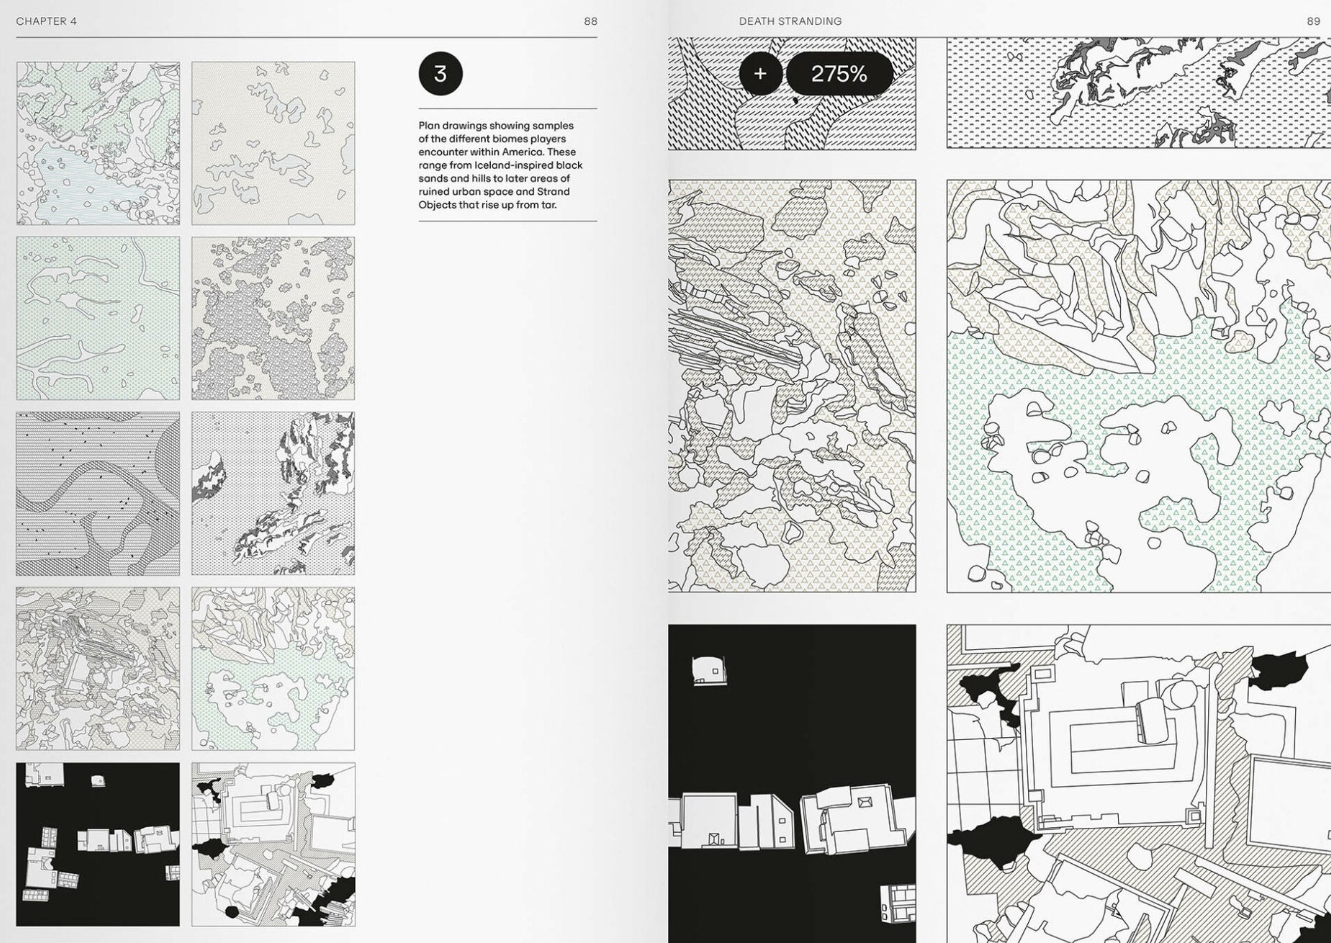 CHAPTER 4
88
3
Plan drawings showing samples
of the different biomes players
encounter within America. These
range from Iceland-inspired black
sands and hills to later areas of
ruined urban space and Strand
Objects that rise up from tar.
DEATH STRANDING
89
+
275%